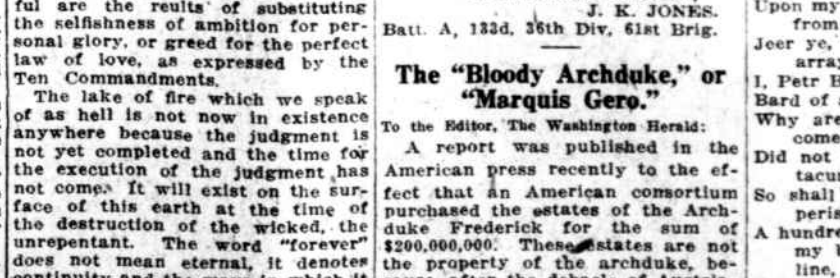 ful are the reults of substituting
the selfishness of ambition for per-
sonal glory, or greed for the perfect
law of love, as expressed by the
Ten Commandments.
The lake of fire which we speak
of as hell is not now in existence
anywhere because the judgment is
not yet completed and the time for
the execution of the judgment has
not come. It will exist on the sur-
face of this earth at the time of
the destruction of the wicked, the
unrepentant. The word "forever"
does not mean eternal, it denotes
J. K. JONES.
Batt. A, 133d, 36th Div, 61st Brig.
The "Bloody Archduke," or
"Marquis Gero."
To the Editor, The Washington Herald:
A report was published in the
American press recently to the ef-
fect that an American consortium
purchased the estates of the Arch-
duke Frederick for the sum of
$200,000,000. These estates are not
the property of the archduke, be-
Upon my
from
Jeer ye,
I, Petr
Bard of
Why are
come
Did not
So shall
A hundre
my